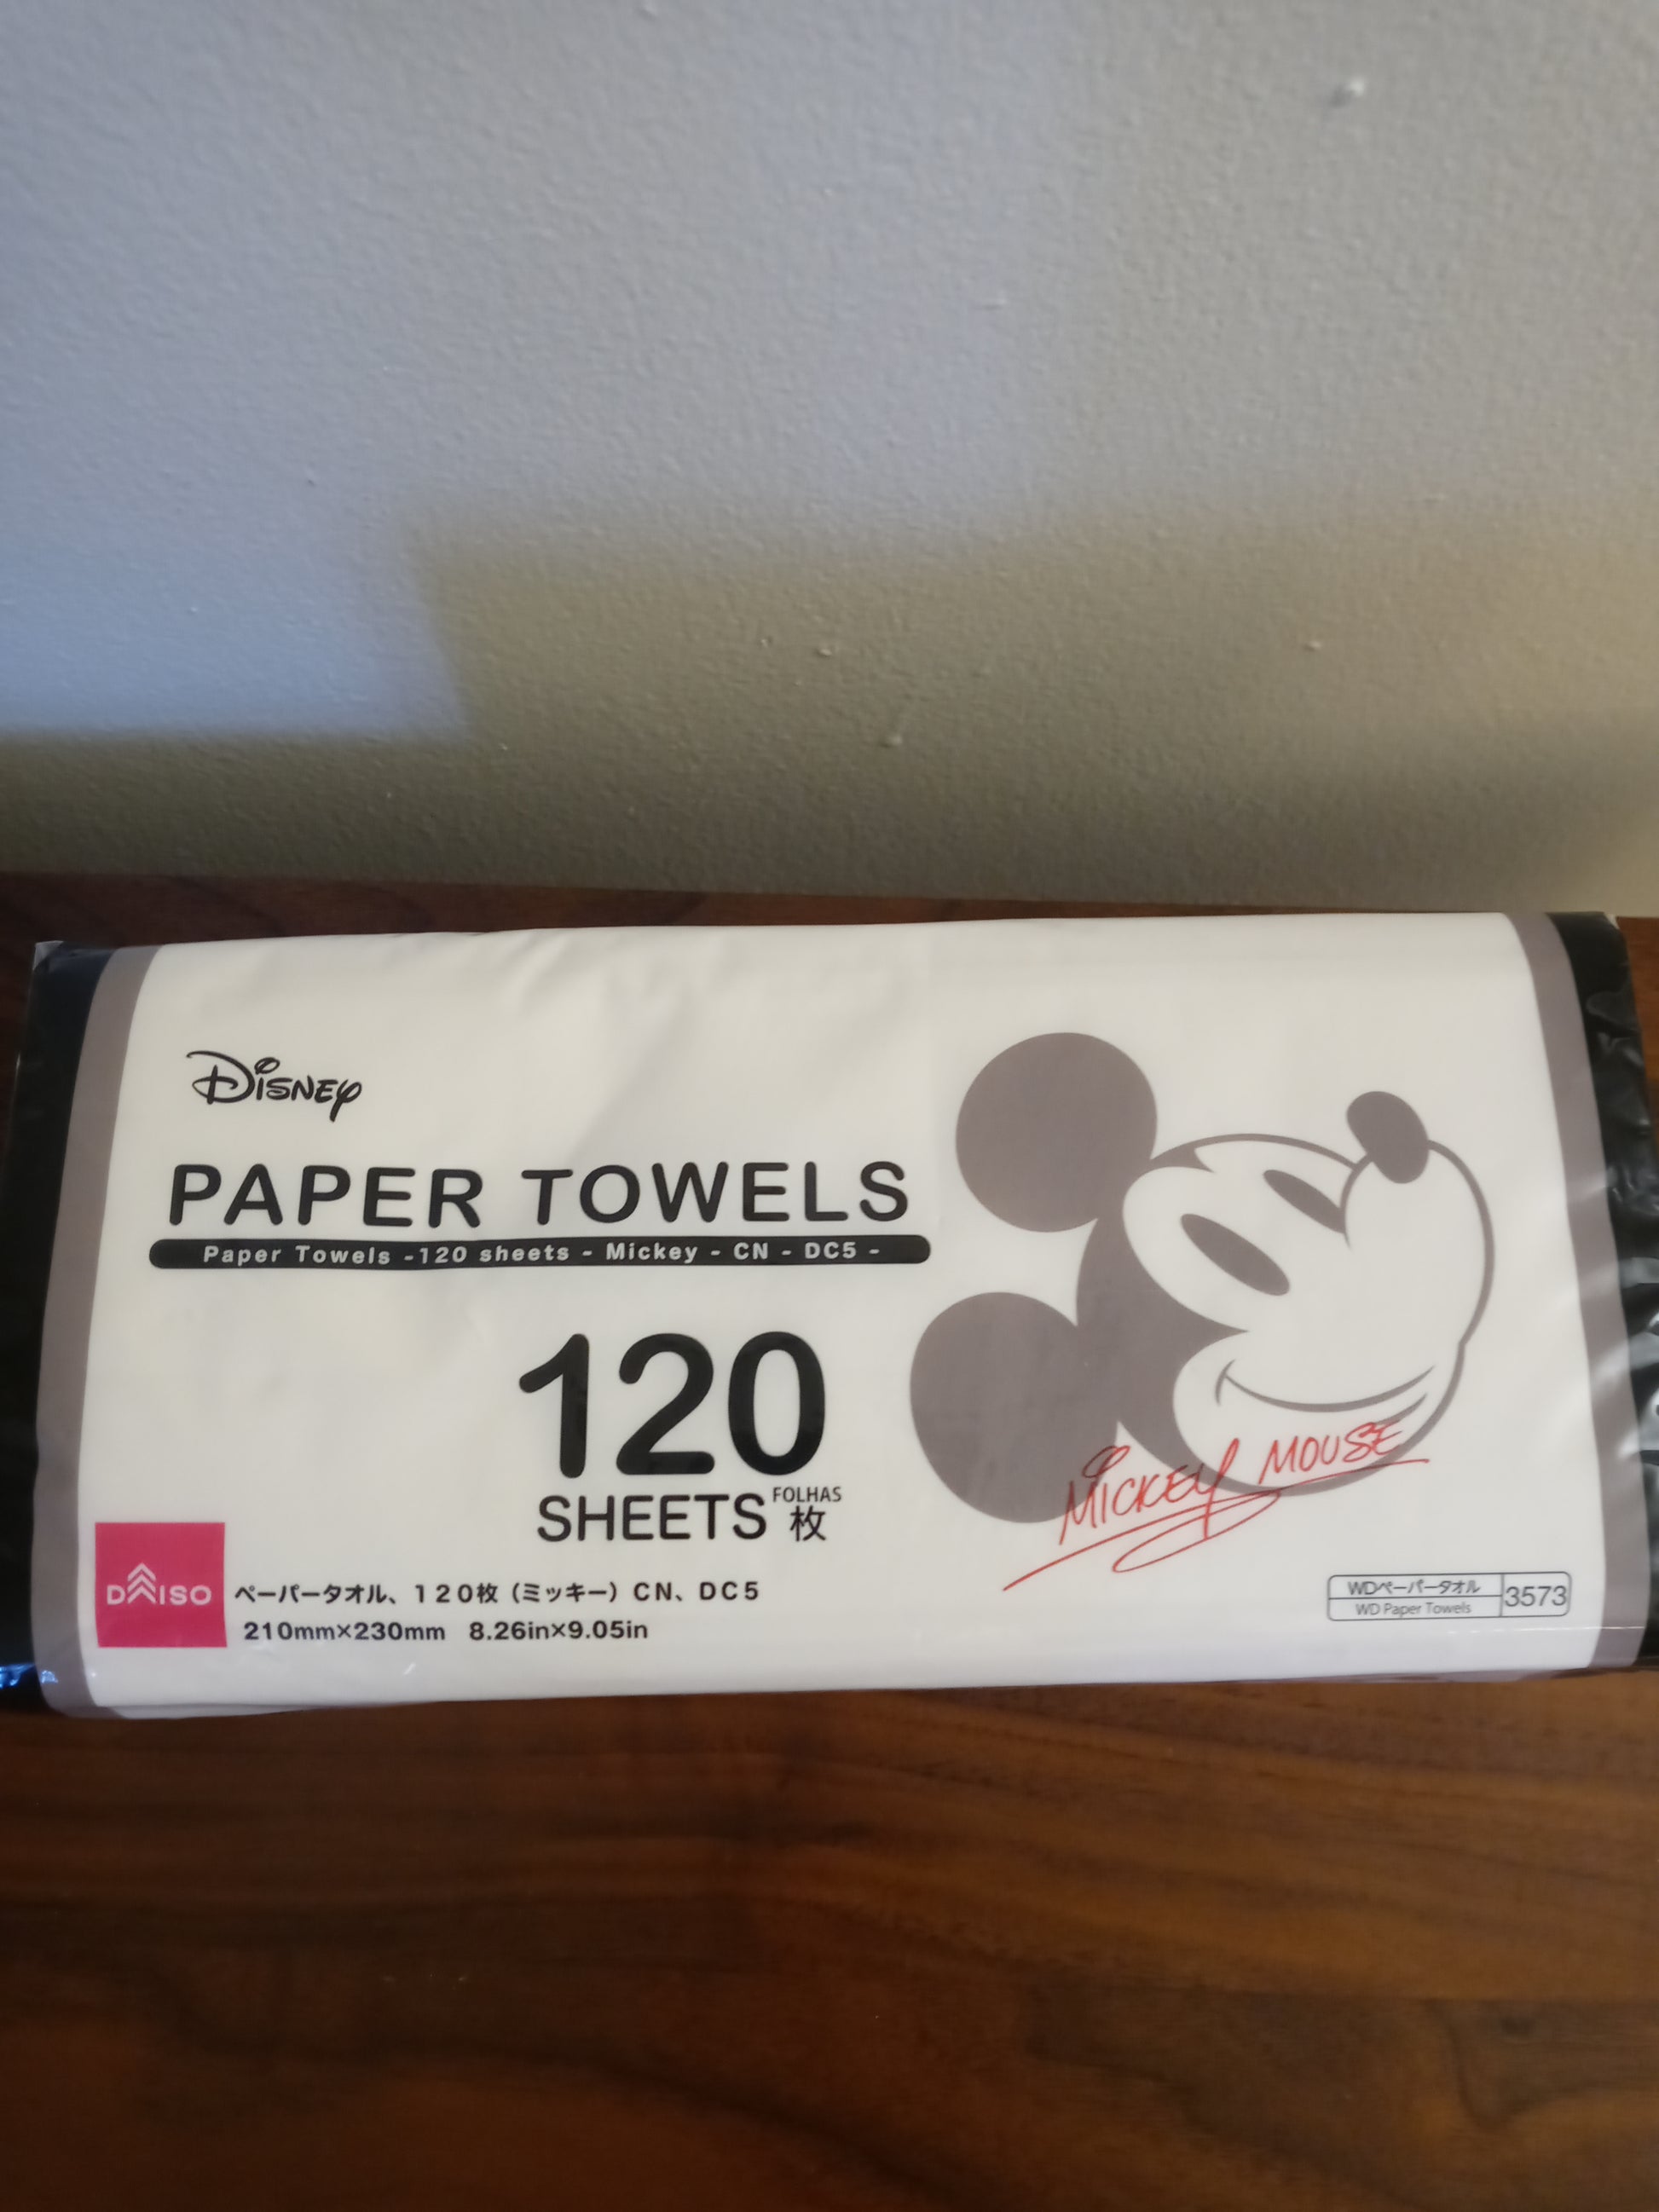 Disney
PAPER TOWELS
Paper Towels -120 sheets - Mickey - CN - DC5 -
120
SHEETS FOLHAS 枚
MICKEY MOUSE
DAISO
ペーパータオル、120枚（ミッキー）CN、DC5
210mm×230mm 8.26in×9.05in
WDペーパータオル
WD Paper Towels
3573